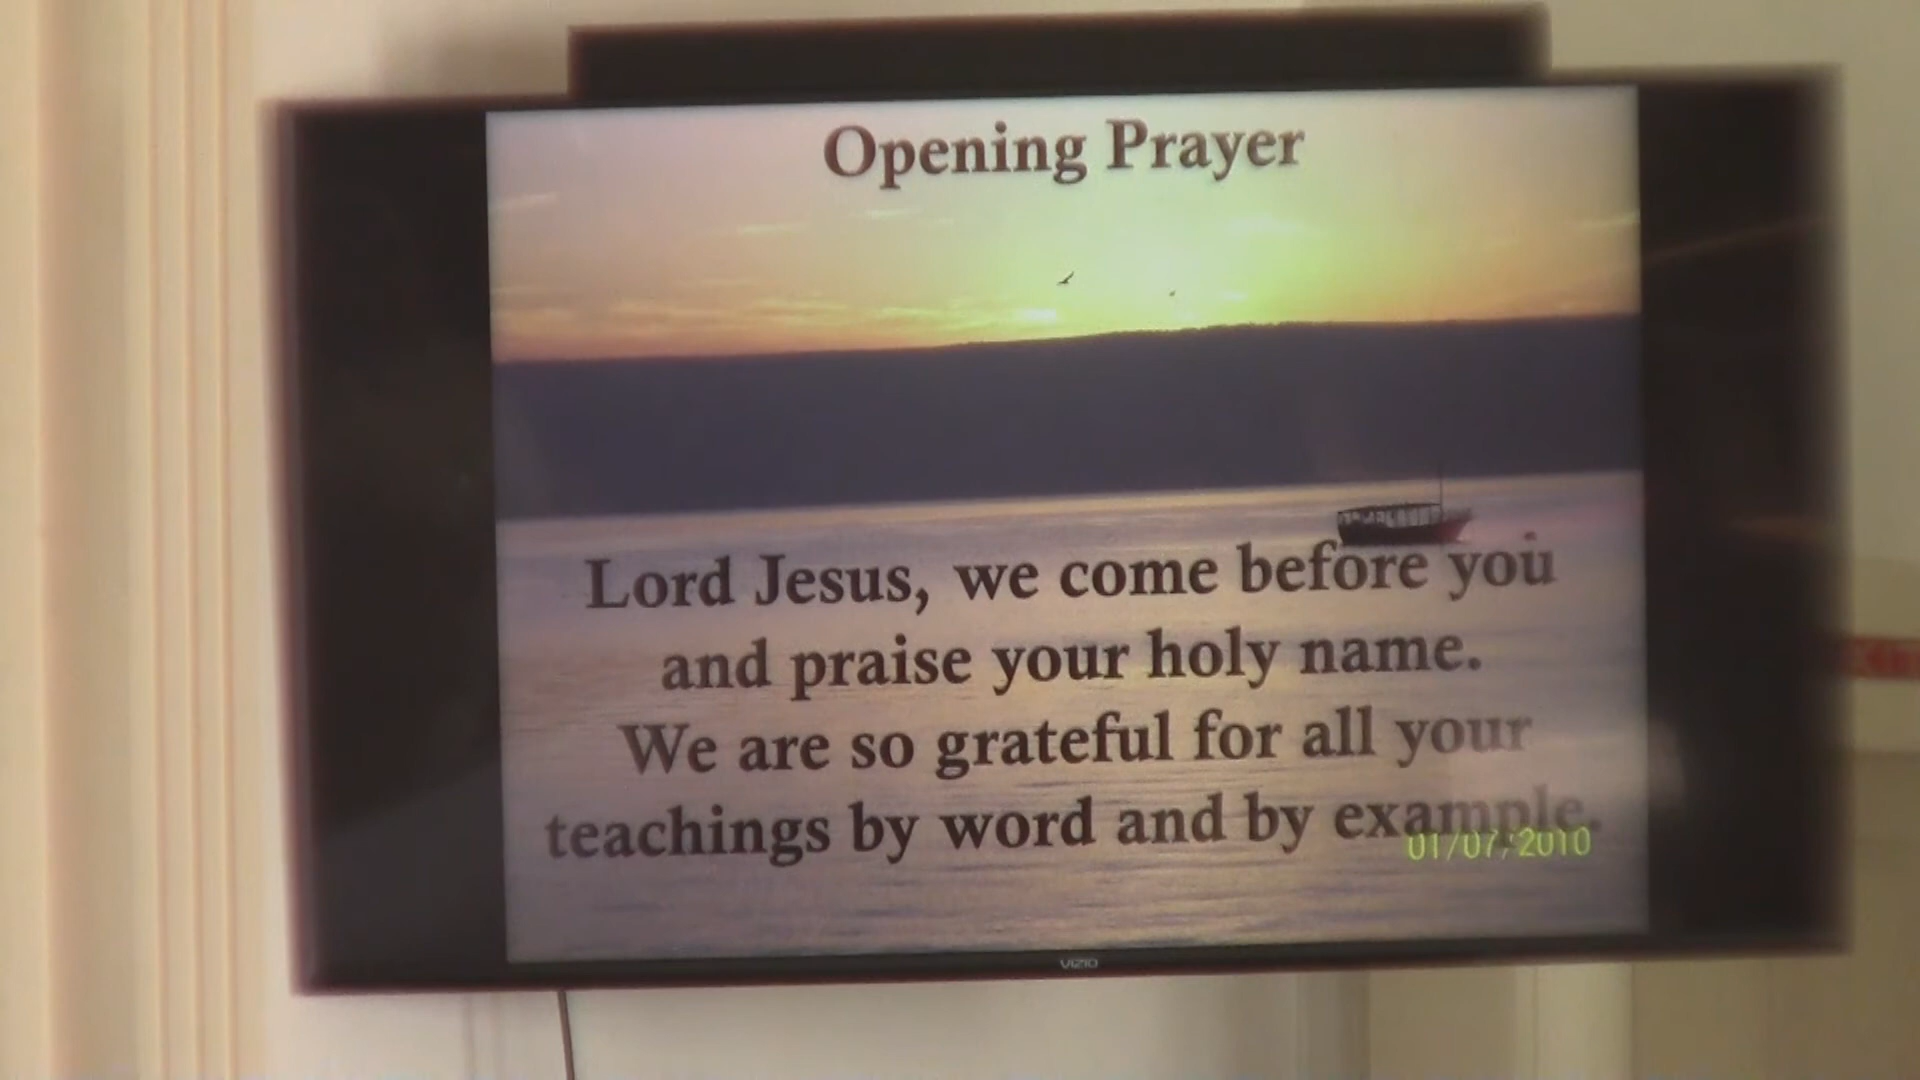 Opening Prayer
Lord Jesus, we come before you
and praise your holy name.
We are so grateful for all your
teachings by word and by example.
01/07/2010
VIZIO